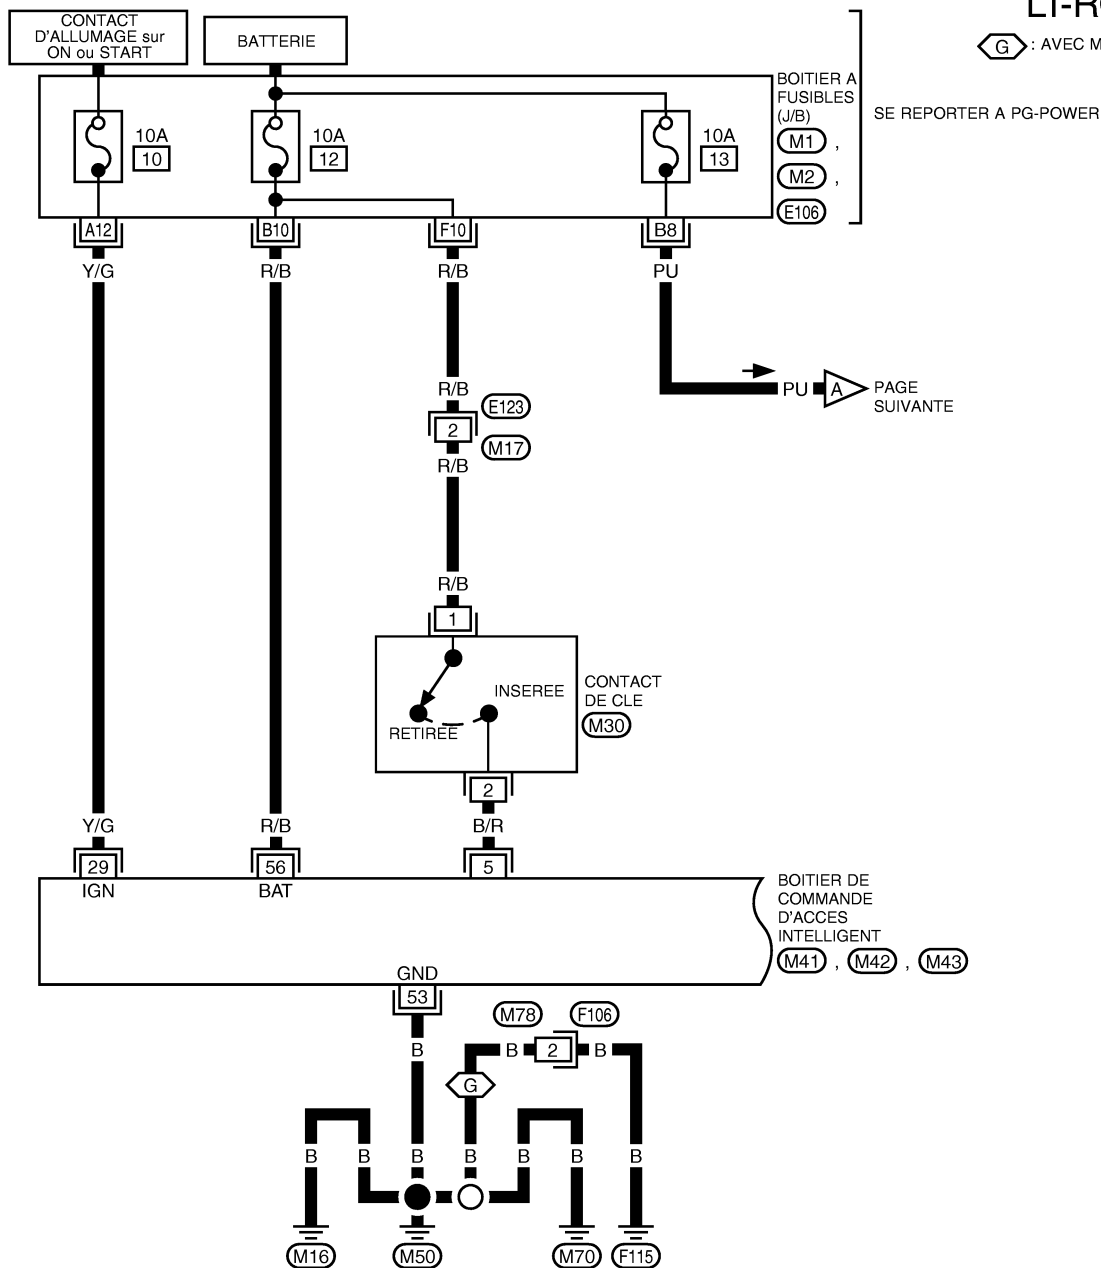 LT-R
CONTACT
D'ALLUMAGE sur
ON ou START
BATTERIE
G : AVEC M
BOITIER A
FUSIBLES
(J/B)
M1 ,
M2 ,
E106
SE REPORTER A PG-POWER
10A
10
10A
12
10A
13
A12
B10
F10
B8
Y/G
R/B
R/B
PU
R/B
E123
PU
A
PAGE
SUIVANTE
2
M17
R/B
R/B
1
INSEREE
RETIREE
CONTACT
DE CLE
M30
2
Y/G
R/B
B/R
29
56
5
IGN
BAT
BOITIER DE
COMMANDE
D'ACCES
INTELLIGENT
M41 , M42 , M43
GND
53
M78
F106
B
B
2
B
G
B
B
B
B
B
B
B
M16
M50
M70
F115